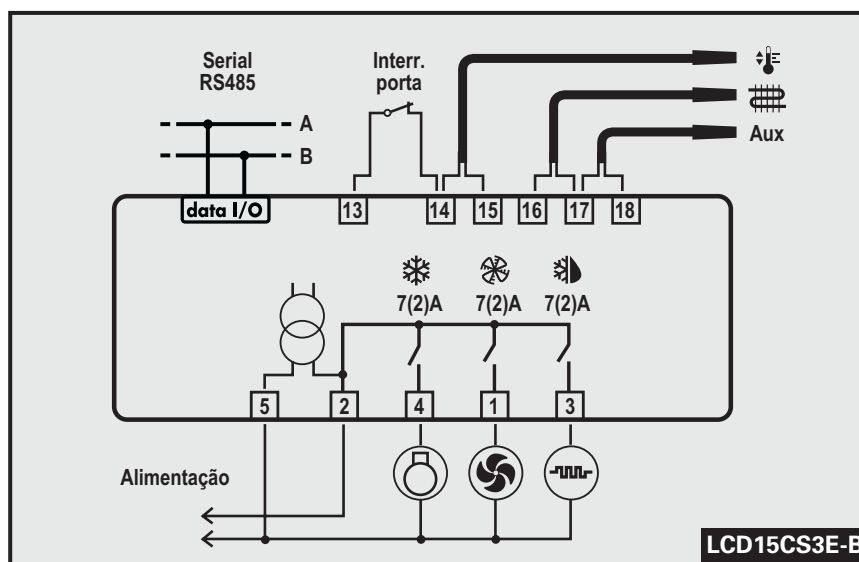 Serial
RS485
Interr.
porta
A
B
Aux
data I/O
13
14
15
16
17
18
7(2)A
7(2)A
7(2)A
5
2
4
1
3
Alimentação
LCD15CS3E-B